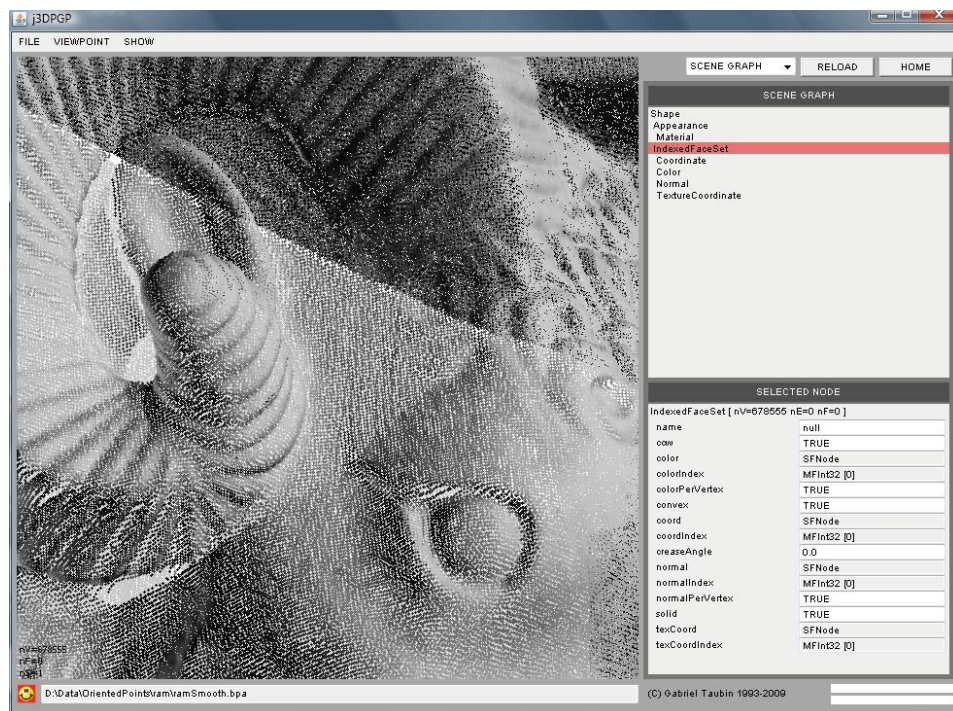 j3DPGP
FILE VIEWPOINT SHOW
SCENE GRAPH RELOAD HOME
SCENE GRAPH
Shape
Appearance
Material
IndexedFaceSet
Coordinate
Color
Normal
TextureCoordinate
SELECTED NODE
IndexedFaceSet [ nV=678555 nE=0 nF=0 ]
name null
ccw TRUE
color SFNode
colorIndex MFInt32 [0]
colorPerVertex TRUE
convex TRUE
coord SFNode
coordIndex MFInt32 [0]
creaseAngle 0.0
normal SFNode
normalIndex MFInt32 [0]
normalPerVertex TRUE
solid TRUE
texCoord SFNode
texCoordIndex MFInt32 [0]
nV=678555
D:\Data\OrientedPoints\ram\ramSmooth.bpa
(C) Gabriel Taubin 1993-2009